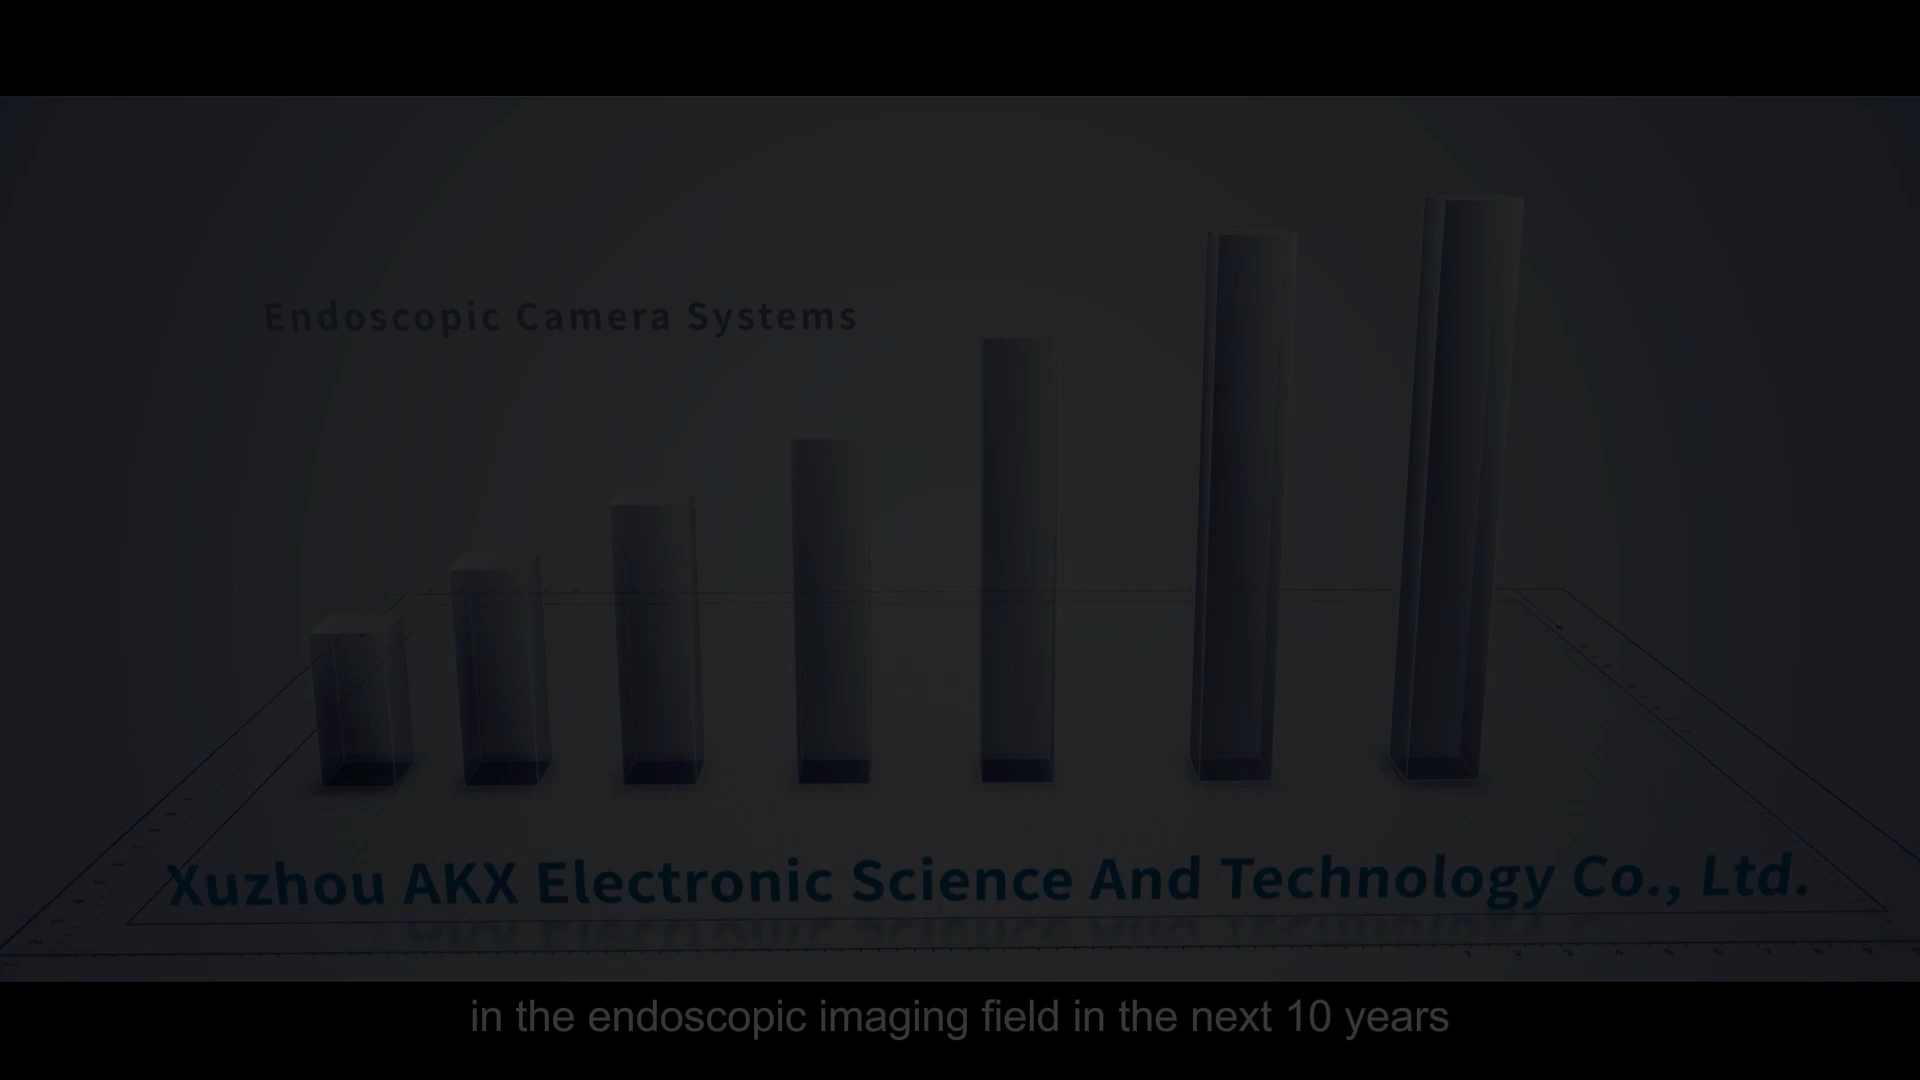 Endoscopic Camera Systems
Xuzhou AKX Electronic Science And Technology Co., Ltd.
in the endoscopic imaging field in the next 10 years